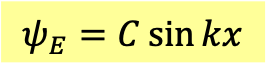 ψ_E = C sin kx